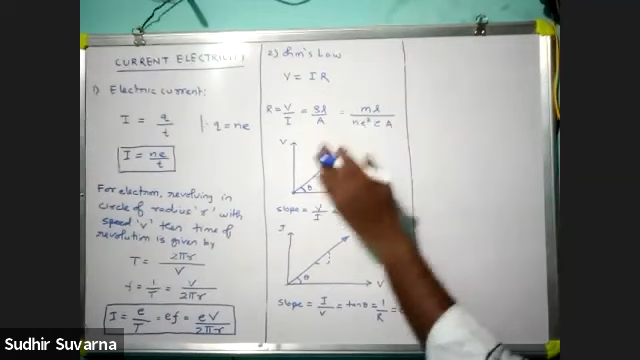 CURRENT ELECTRICITY
1) Electric current:
I = q/t |∵ q = ne
I = ne/t
For electron, revolving in
circle of radius 'r' with
speed 'v' then time of
revolution is given by
T = 2πr/V
f = 1/T = V/2πr
I = e/T = ef = eV/2πr
2) Ohm's Law
V = IR
R = V/I = ρl/A = ml/ne²τA
V
θ
slope = V/I =
I
θ
V
slope = I/V = tanθ = 1/R =
Sudhir Suvarna